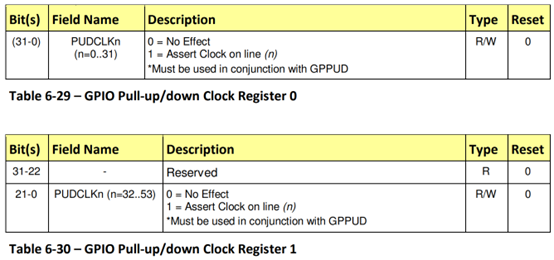 Bit(s) Field Name Description Type Reset
(31-0) PUDCLKn 0 = No Effect R/W 0
(n=0..31) 1 = Assert Clock on line (n)
*Must be used in conjunction with GPPUD
Table 6-29 – GPIO Pull-up/down Clock Register 0
Bit(s) Field Name Description Type Reset
31-22 - Reserved R 0
21-0 PUDCLKn (n=32..53) 0 = No Effect R/W 0
1 = Assert Clock on line (n)
*Must be used in conjunction with GPPUD
Table 6-30 – GPIO Pull-up/down Clock Register 1